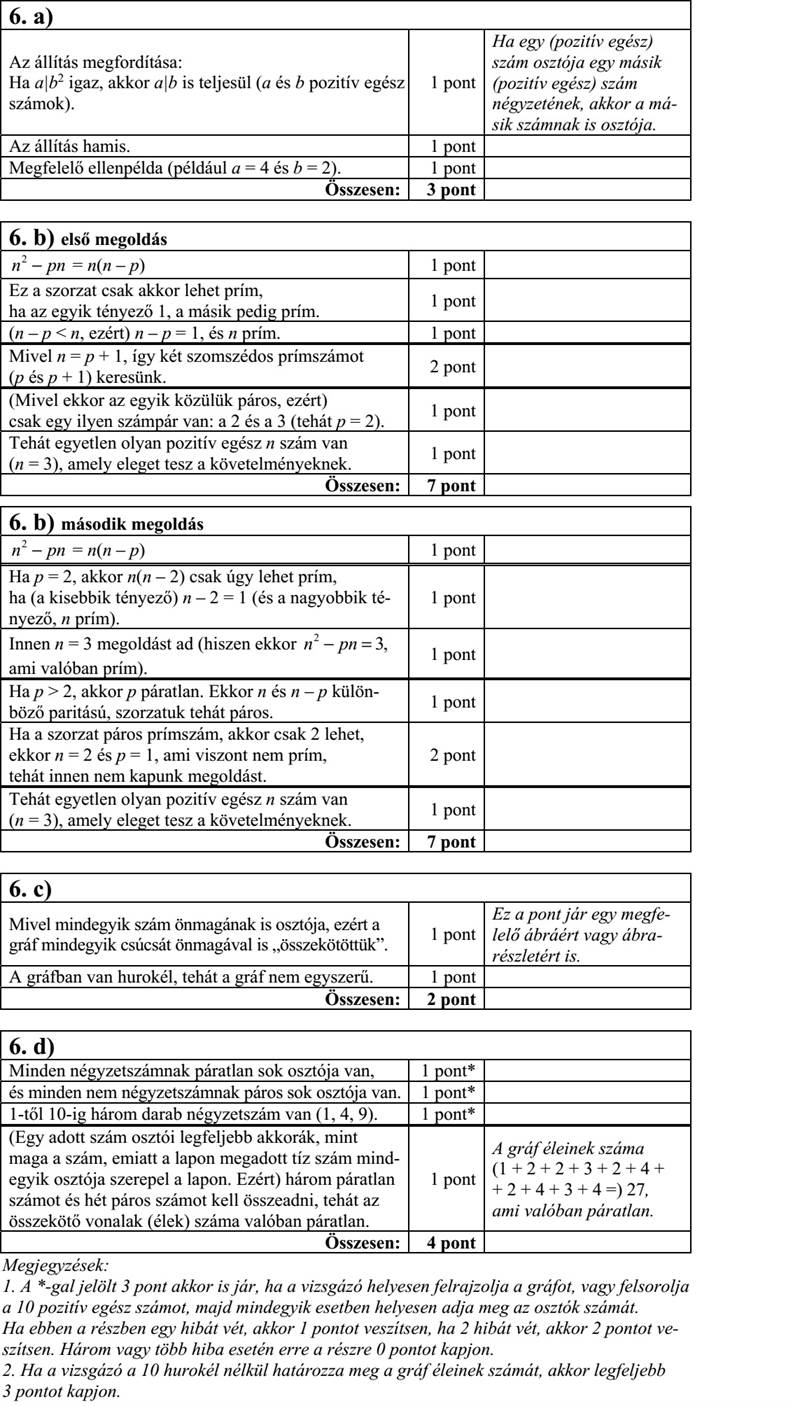 6. a)
Az állítás megfordítása:
Ha a|b² igaz, akkor a|b is teljesül (a és b pozitív egész
számok).
1 pont
Ha egy (pozitív egész)
szám osztója egy másik
(pozitív egész) szám
négyzetének, akkor a má-
sik számnak is osztója.
Az állítás hamis. 1 pont
Megfelelő ellenpélda (például a = 4 és b = 2). 1 pont
Összesen: 3 pont
6. b) első megoldás
n² – pn = n(n – p) 1 pont
Ez a szorzat csak akkor lehet prím,
ha az egyik tényező 1, a másik pedig prím.
1 pont
(n – p < n, ezért) n – p = 1, és n prím. 1 pont
Mivel n = p + 1, így két szomszédos prímszámot
(p és p + 1) keresünk.
2 pont
(Mivel ekkor az egyik közülük páros, ezért)
csak egy ilyen számpár van: a 2 és a 3 (tehát p = 2).
1 pont
Tehát egyetlen olyan pozitív egész n szám van
(n = 3), amely eleget tesz a követelményeknek.
1 pont
Összesen: 7 pont
6. b) második megoldás
n² – pn = n(n – p) 1 pont
Ha p = 2, akkor n(n – 2) csak úgy lehet prím,
ha (a kisebbik tényező) n – 2 = 1 (és a nagyobbik té-
nyező, n prím).
1 pont
Innen n = 3 megoldást ad (hiszen ekkor n² – pn = 3,
ami valóban prím).
1 pont
Ha p > 2, akkor p páratlan. Ekkor n és n – p külön-
böző paritású, szorzatuk tehát páros.
1 pont
Ha a szorzat páros prímszám, akkor csak 2 lehet,
ekkor n = 2 és p = 1, ami viszont nem prím,
tehát innen nem kapunk megoldást.
2 pont
Tehát egyetlen olyan pozitív egész n szám van
(n = 3), amely eleget tesz a követelményeknek.
1 pont
Összesen: 7 pont
6. c)
Mivel mindegyik szám önmagának is osztója, ezért a
gráf mindegyik csúcsát önmagával is „összekötöttük”.
1 pont
Ez a pont jár egy megfe-
lelő ábráért vagy ábra-
részletért is.
A gráfban van hurokél, tehát a gráf nem egyszerű. 1 pont
Összesen: 2 pont
6. d)
Minden négyzetszámnak páratlan sok osztója van, 1 pont*
és minden nem négyzetszámnak páros sok osztója van. 1 pont*
1-től 10-ig három darab négyzetszám van (1, 4, 9). 1 pont*
(Egy adott szám osztói legfeljebb akkorák, mint
maga a szám, emiatt a lapon megadott tíz szám mind-
egyik osztója szerepel a lapon. Ezért) három páratlan
számot és hét páros számot kell összeadni, tehát az
összekötő vonalak (élek) száma valóban páratlan.
1 pont
A gráf éleinek száma
(1 + 2 + 2 + 3 + 2 + 4 +
+ 2 + 4 + 3 + 4 =) 27,
ami valóban páratlan.
Összesen: 4 pont
Megjegyzések:
1. A *-gal jelölt 3 pont akkor is jár, ha a vizsgázó helyesen felrajzolja a gráfot, vagy felsorolja
a 10 pozitív egész számot, majd mindegyik esetben helyesen adja meg az osztók számát.
Ha ebben a részben egy hibát vét, akkor 1 pontot veszítsen, ha 2 hibát vét, akkor 2 pontot ve-
szítsen. Három vagy több hiba esetén erre a részre 0 pontot kapjon.
2. Ha a vizsgázó a 10 hurokél nélkül határozza meg a gráf éleinek számát, akkor legfeljebb
3 pontot kapjon.